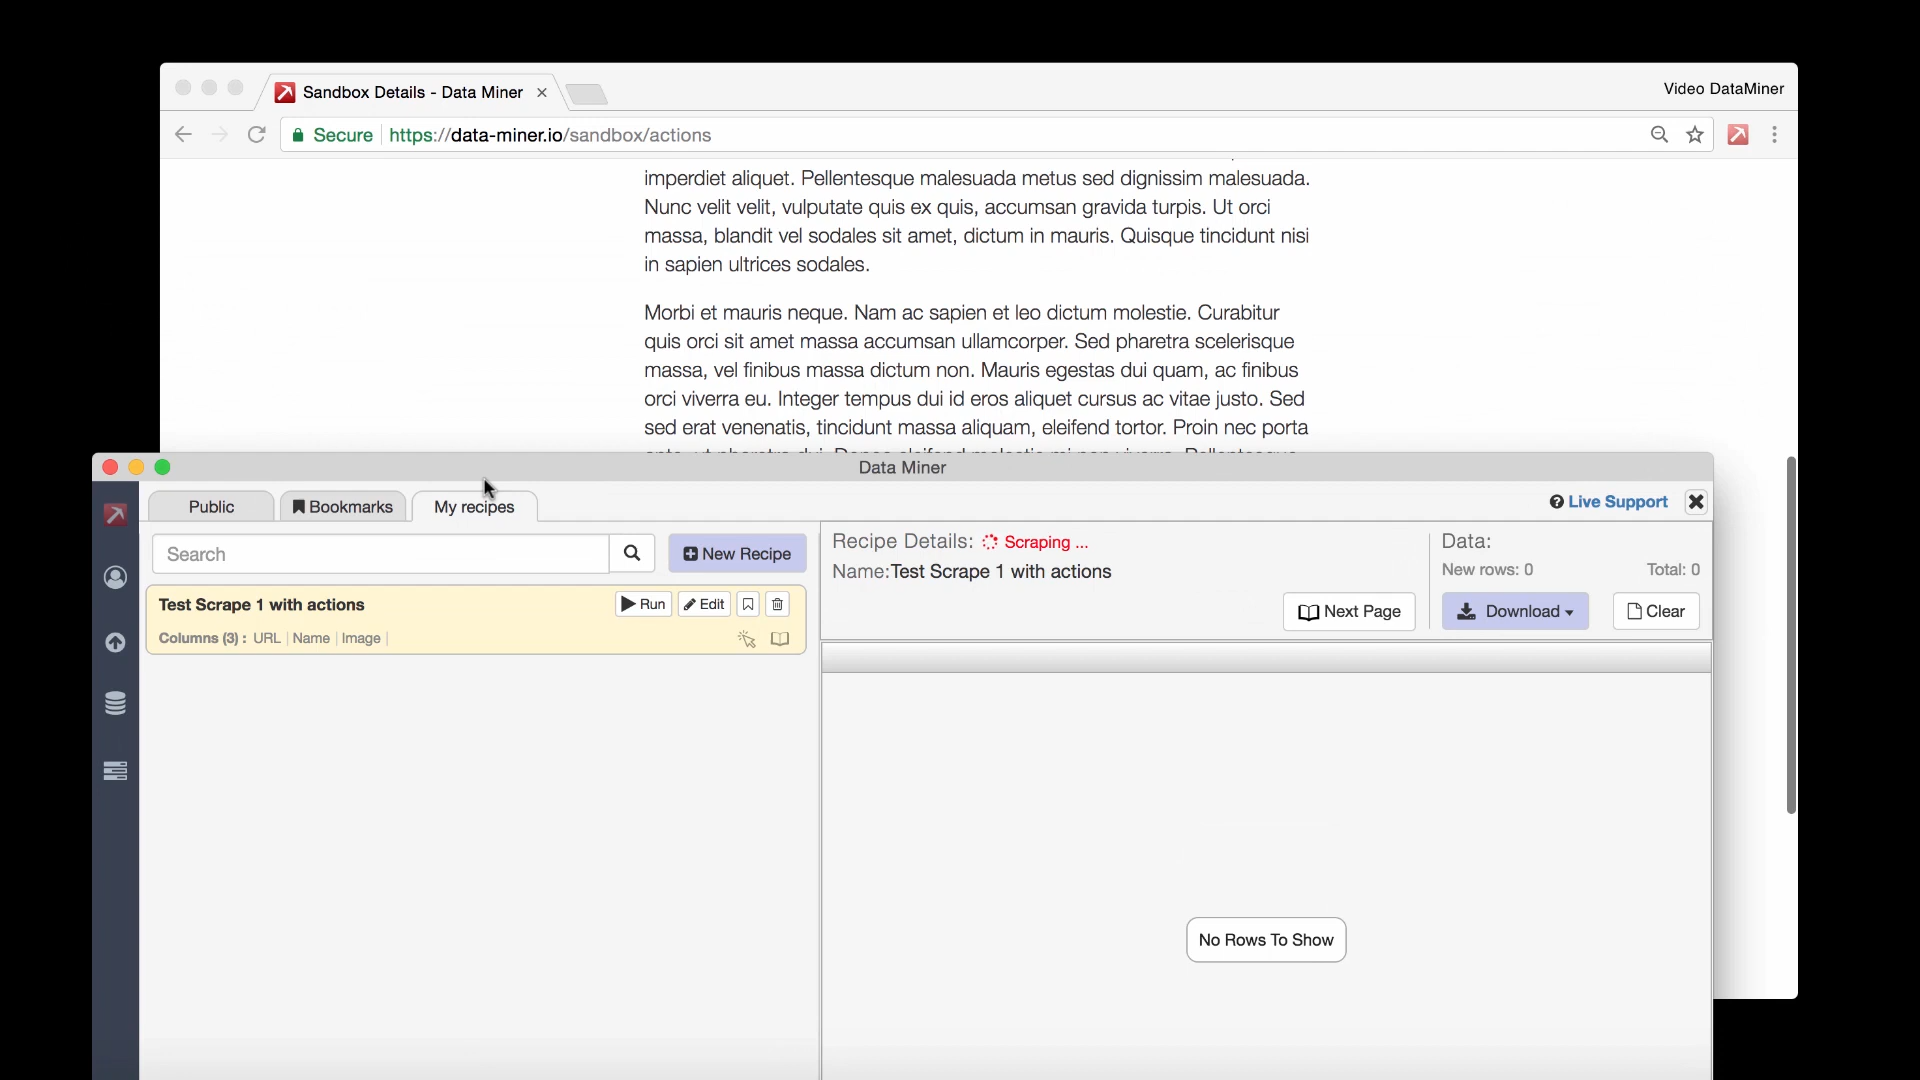 Sandbox Details - Data Miner
Video DataMiner
Secure https://data-miner.io/sandbox/actions
imperdiet aliquet. Pellentesque malesuada metus sed dignissim malesuada.
Nunc velit velit, vulputate quis ex quis, accumsan gravida turpis. Ut orci
massa, blandit vel sodales sit amet, dictum in mauris. Quisque tincidunt nisi
in sapien ultrices sodales.
Morbi et mauris neque. Nam ac sapien et leo dictum molestie. Curabitur
quis orci sit amet massa accumsan ullamcorper. Sed pharetra scelerisque
massa, vel finibus massa dictum non. Mauris egestas dui quam, ac finibus
orci viverra eu. Integer tempus dui id eros aliquet cursus ac vitae justo. Sed
sed erat venenatis, tincidunt massa aliquam, eleifend tortor. Proin nec porta
Data Miner
Public
Bookmarks
My recipes
Live Support
Search
New Recipe
Test Scrape 1 with actions
Run
Edit
Columns (3) : URL | Name | Image |
Recipe Details: Scraping ...
Name:Test Scrape 1 with actions
Next Page
Data:
New rows: 0
Total: 0
Download
Clear
No Rows To Show